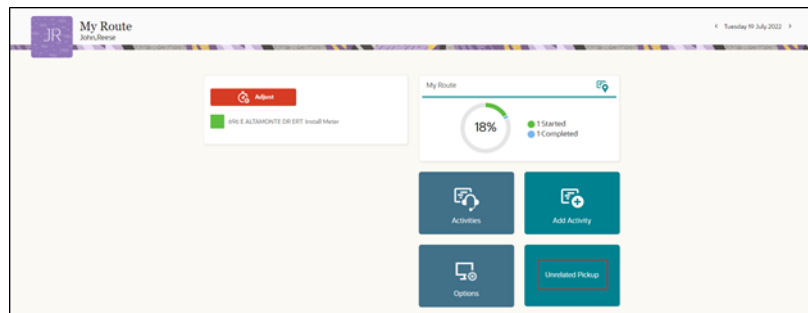 JR
My Route
John,Reese
Tuesday 19 July 2022
Adjust
696 E ALTAMONTE DR ERT Install Meter
My Route
18%
1 Started
1 Completed
Activities
Add Activity
Options
Unrelated Pickup